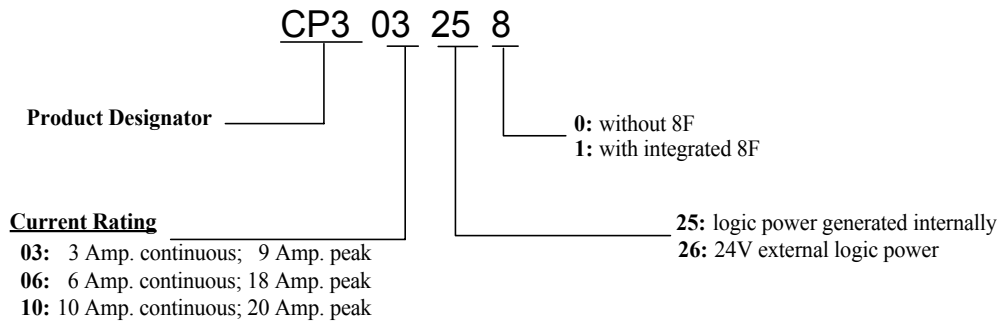 CP3 03 25 8
Product Designator
0: without 8F
1: with integrated 8F
Current Rating
03: 3 Amp. continuous; 9 Amp. peak
06: 6 Amp. continuous; 18 Amp. peak
10: 10 Amp. continuous; 20 Amp. peak
25: logic power generated internally
26: 24V external logic power